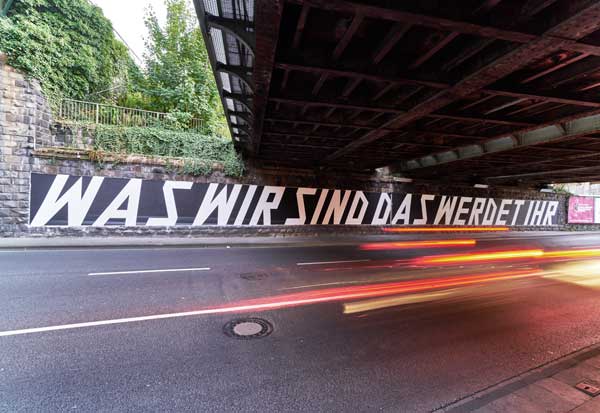 WAS WIR SIND DAS WERDET IHR